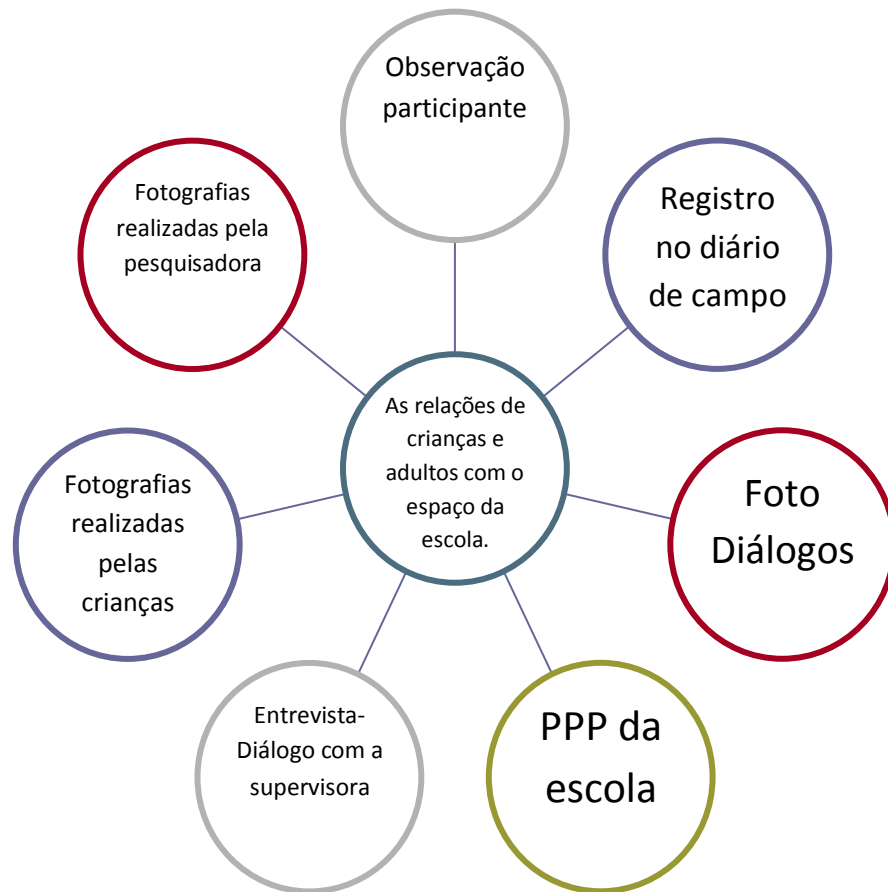 Observação
participante
Registro
no diário
de campo
Foto
Diálogos
PPP da
escola
Entrevista-
Diálogo com a
supervisora
Fotografias
realizadas
pelas
crianças
Fotografias
realizadas pela
pesquisadora
As relações de
crianças e
adultos com o
espaço da
escola.